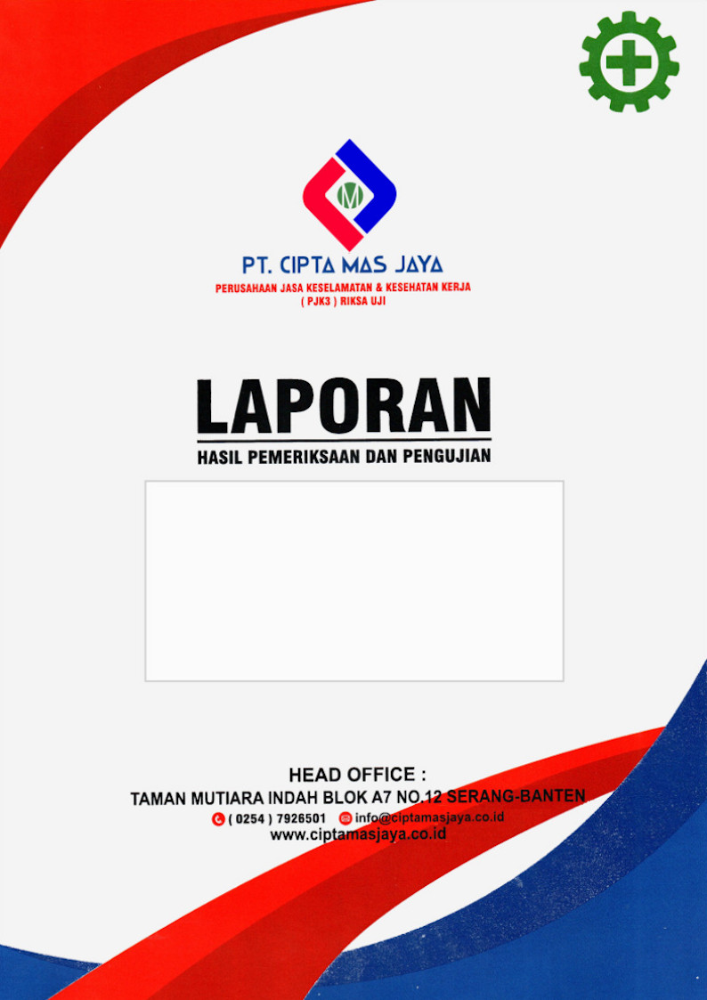 M
PT. CIPTA MAS JAYA
PERUSAHAAN JASA KESELAMATAN & KESEHATAN KERJA
( PJK3 ) RIKSA UJI
LAPORAN
HASIL PEMERIKSAAN DAN PENGUJIAN
HEAD OFFICE :
TAMAN MUTIARA INDAH BLOK A7 NO.12 SERANG-BANTEN
( 0254 ) 7926501 info@ciptamasjaya.co.id
www.ciptamasjaya.co.id